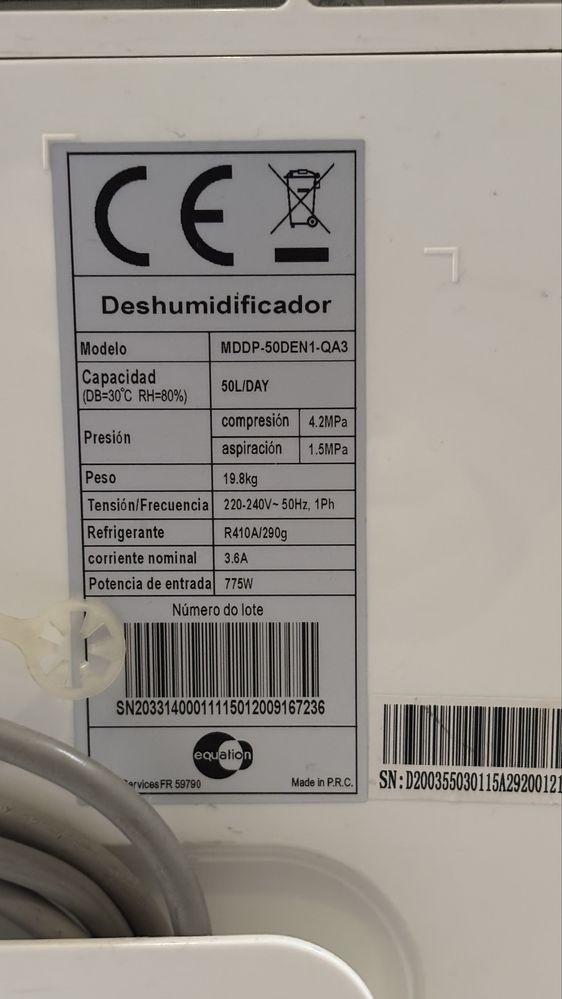 CE
Deshumidificador
Modelo MDDP-50DEN1-QA3
Capacidad
(DB=30°C RH=80%) 50L/DAY
Presión compresión 4.2MPa
aspiración 1.5MPa
Peso 19.8kg
Tensión/Frecuencia 220-240V~ 50Hz, 1Ph
Refrigerante R410A/290g
corriente nominal 3.6A
Potencia de entrada 775W
Número do lote
SN20331400011115012009167236
equation
ervices FR 59790 Made in P.R.C.
SN:D200355030115A29200121